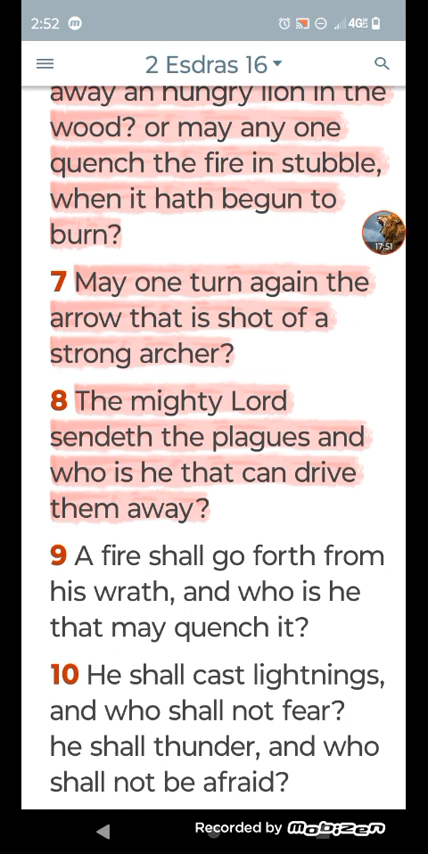 2:52 m 4GE
2 Esdras 16
away an hungry lion in the
wood? or may any one
quench the fire in stubble,
when it hath begun to
burn?
17:51
7 May one turn again the
arrow that is shot of a
strong archer?
8 The mighty Lord
sendeth the plagues and
who is he that can drive
them away?
9 A fire shall go forth from
his wrath, and who is he
that may quench it?
10 He shall cast lightnings,
and who shall not fear?
he shall thunder, and who
shall not be afraid?
Recorded by Mobizen